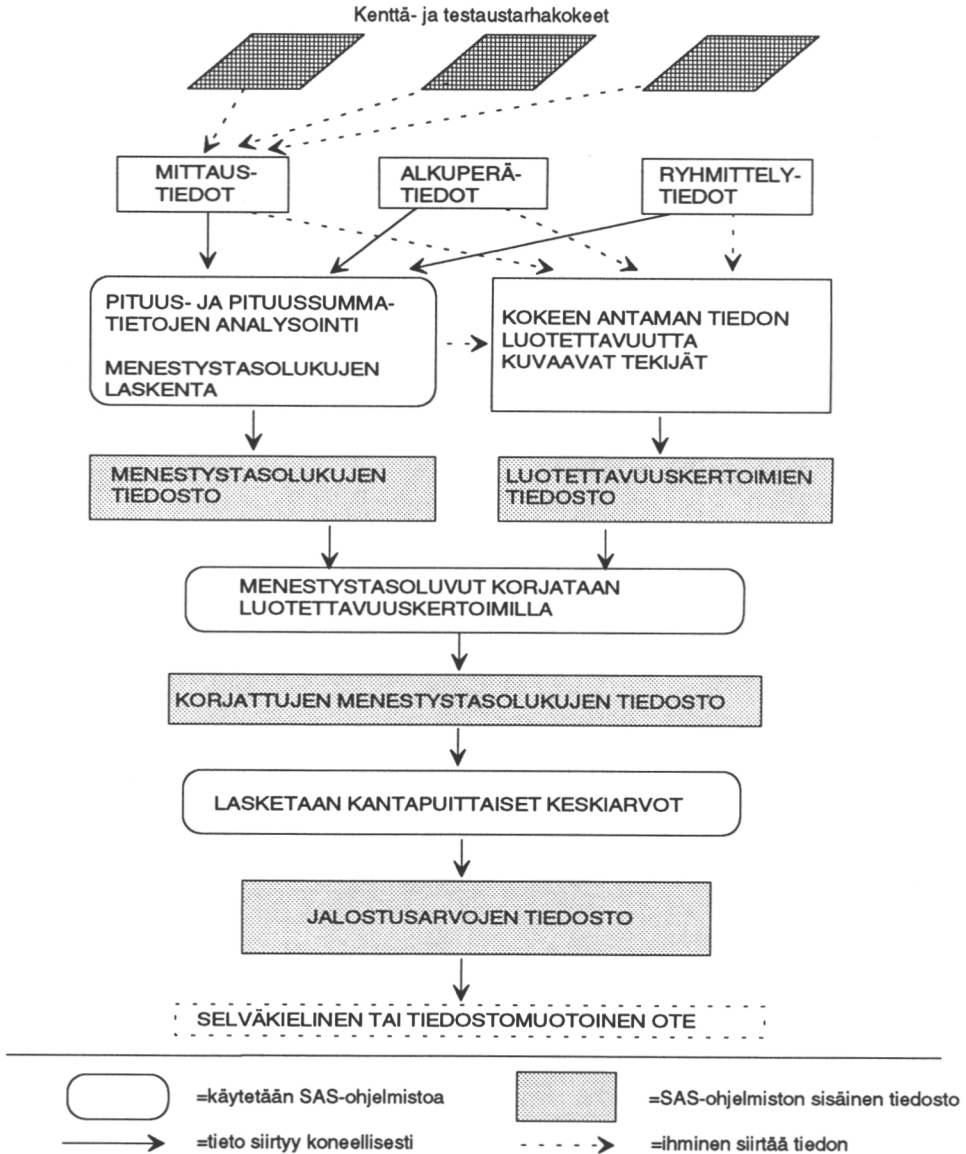 Kenttä- ja testaustarhakokeet
MITTAUS-
TIEDOT
ALKUPERÄ-
TIEDOT
RYHMITTELY-
TIEDOT
PITUUS- JA PITUUSSUMMA-
TIETOJEN ANALYSOINTI
MENESTYSTASOLUKUJEN
LASKENTA
KOKEEN ANTAMAN TIEDON
LUOTETTAVUUTTA
KUVAAVAT TEKIJÄT
MENESTYSTASOLUKUJEN
TIEDOSTO
LUOTETTAVUUSKERTOIMIEN
TIEDOSTO
MENESTYSTASOLUVUT KORJATAAN
LUOTETTAVUUSKERTOIMILLA
KORJATTUJEN MENESTYSTASOLUKUJEN TIEDOSTO
LASKETAAN KANTAPUITTAISET KESKIARVOT
JALOSTUSARVOJEN TIEDOSTO
SELVÄKIELINEN TAI TIEDOSTOMUOTOINEN OTE
=käytetään SAS-ohjelmistoa
=SAS-ohjelmiston sisäinen tiedosto
=tieto siirtyy koneellisesti
=ihminen siirtää tiedon